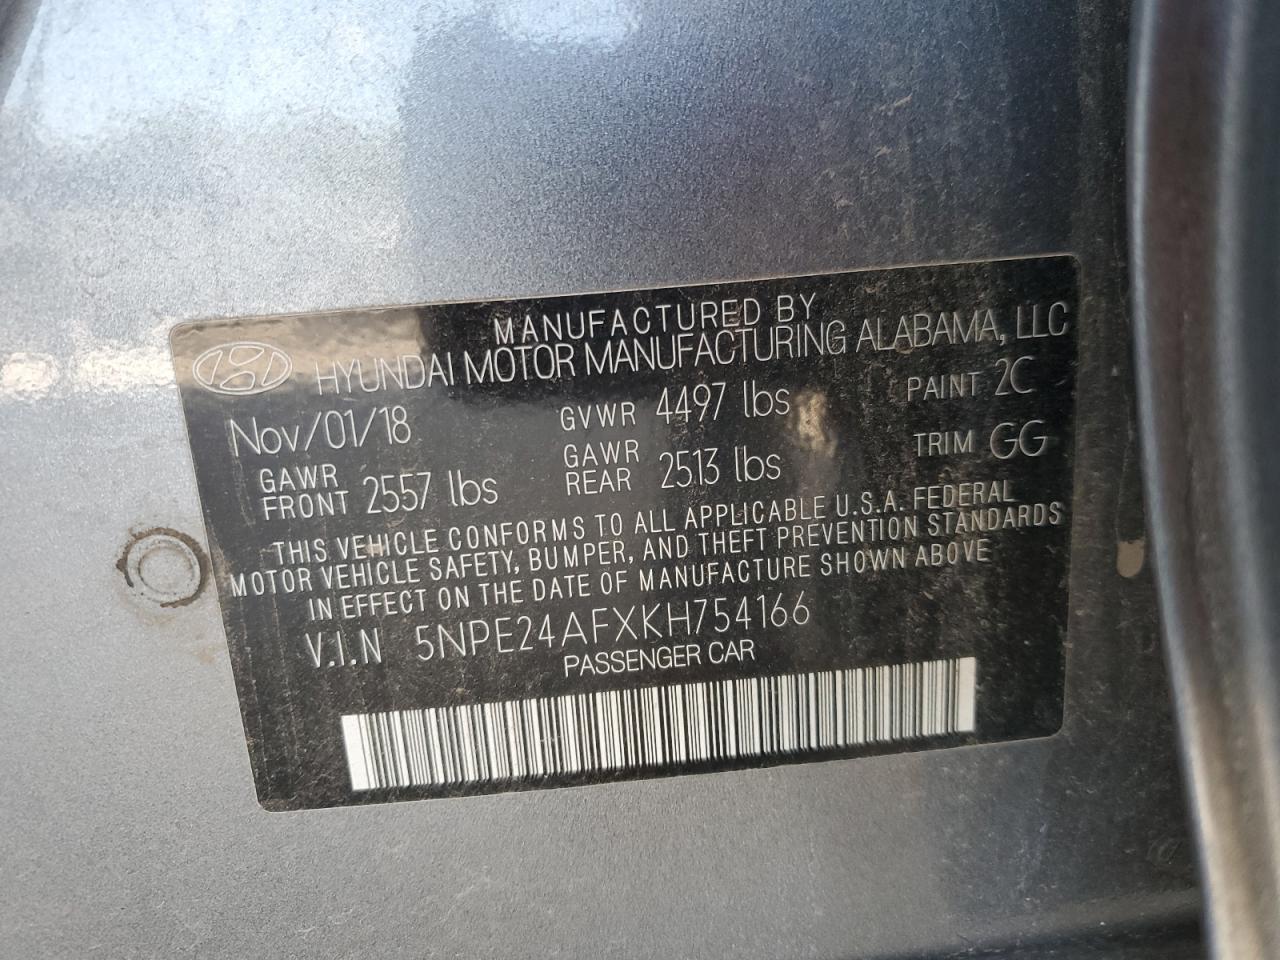 MANUFACTURED BY
HYUNDAI MOTOR MANUFACTURING ALABAMA, LLC
Nov/01/18 GVWR 4497 lbs PAINT 2C
GAWR FRONT 2557 lbs GAWR REAR 2513 lbs TRIM GG
THIS VEHICLE CONFORMS TO ALL APPLICABLE U.S.A. FEDERAL
MOTOR VEHICLE SAFETY, BUMPER, AND THEFT PREVENTION STANDARDS
IN EFFECT ON THE DATE OF MANUFACTURE SHOWN ABOVE
V.I.N 5NPE24AFXKH754166
PASSENGER CAR